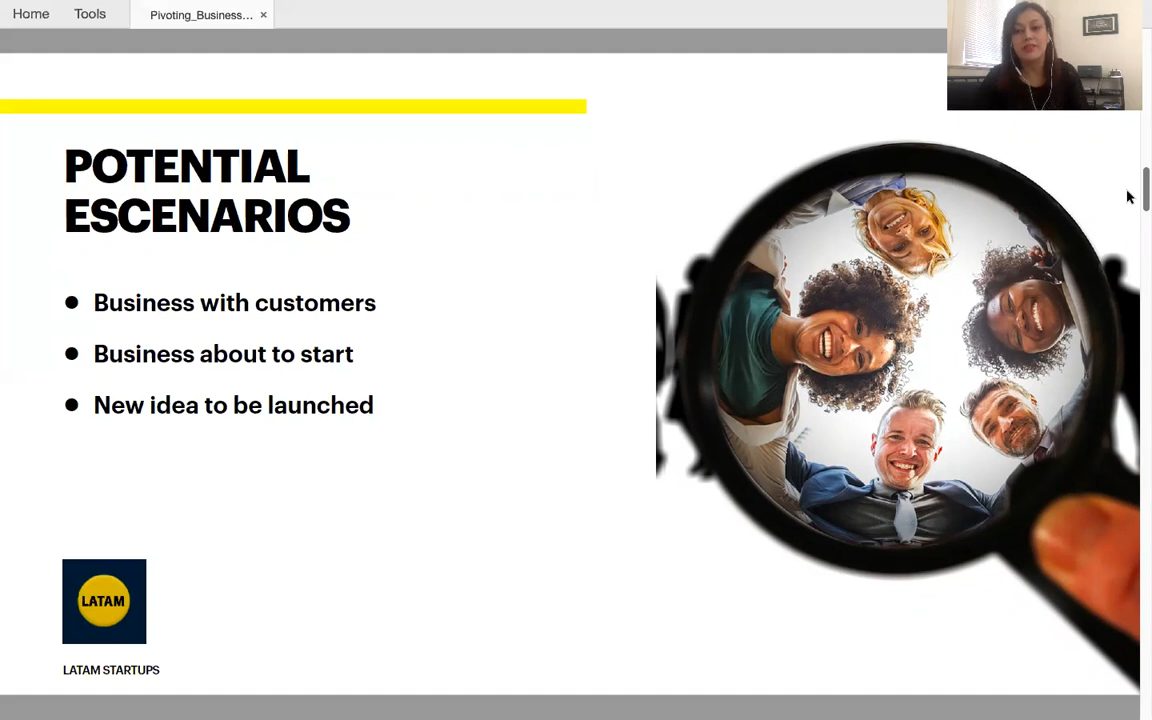 Home Tools Pivoting_Business... ×
POTENTIAL
ESCENARIOS
Business with customers
Business about to start
New idea to be launched
LATAM
LATAM STARTUPS